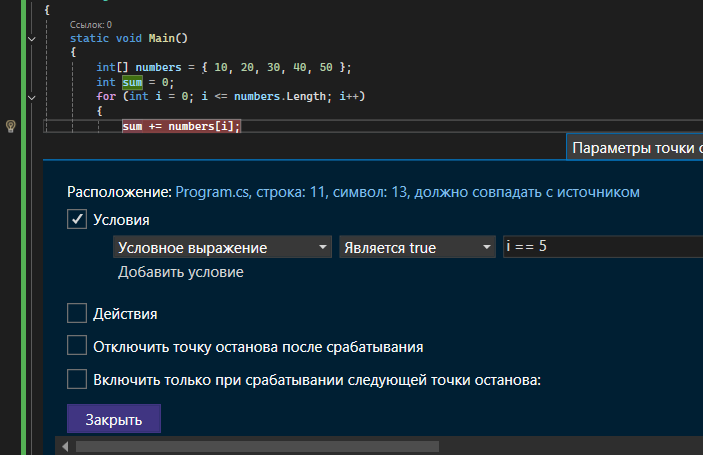 {
Ссылок: 0
static void Main()
{
int[] numbers = { 10, 20, 30, 40, 50 };
int sum = 0;
for (int i = 0; i <= numbers.Length; i++)
{
sum += numbers[i];
Параметры точки о
Расположение: Program.cs, строка: 11, символ: 13, должно совпадать с источником
Условия
Условное выражение Является true i == 5
Добавить условие
Действия
Отключить точку останова после срабатывания
Включить только при срабатывании следующей точки останова:
Закрыть